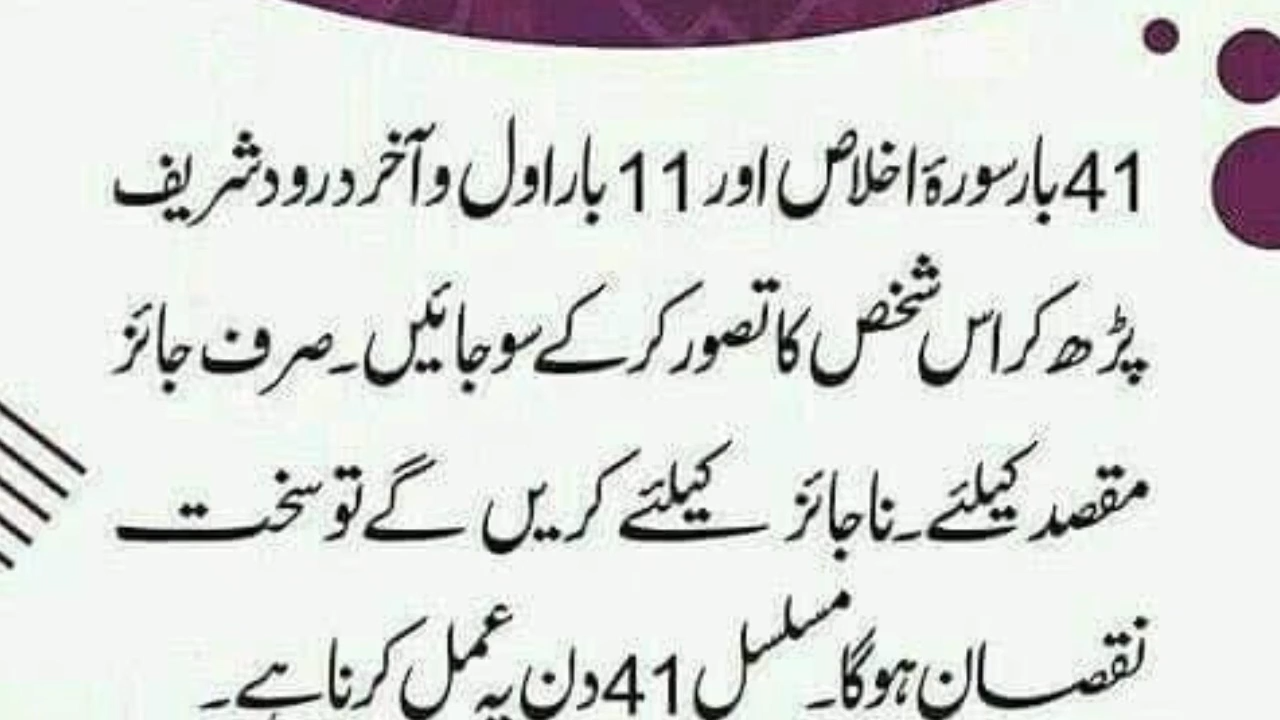 41 بار سورۂ اخلاص اور 11 بار اول و آخر درود شریف
پڑھ کر اس شخص کا تصور کر کے سو جائیں۔ صرف جائز
مقصد کیلئے۔ ناجائز کیلئے کریں گے تو سخت
نقصان ہوگا۔ مسلسل 41 دن یہ عمل کرنا ہے۔